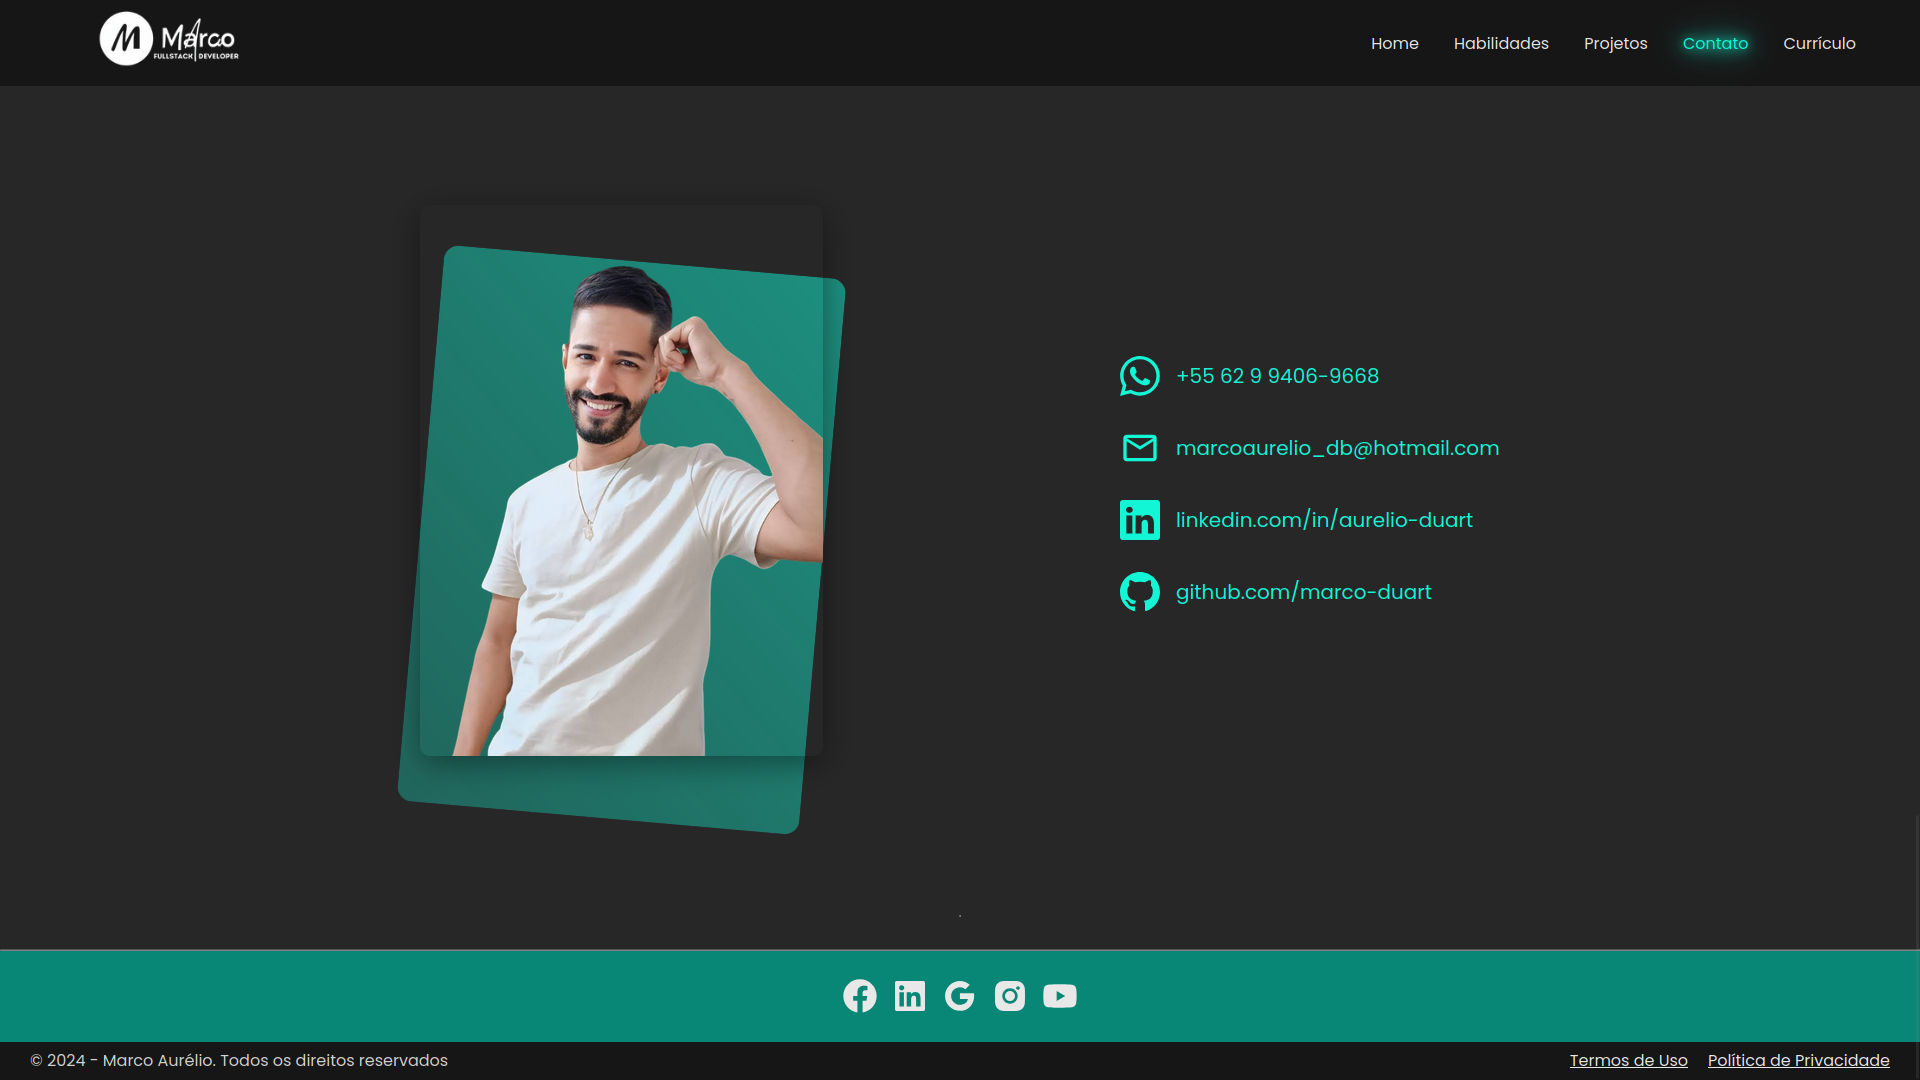 M Marco
FULLSTACK DEVELOPER
Home
Habilidades
Projetos
Contato
Currículo
+55 62 9 9406-9668
marcoaurelio_db@hotmail.com
linkedin.com/in/aurelio-duart
github.com/marco-duart
© 2024 - Marco Aurélio. Todos os direitos reservados
Termos de Uso
Política de Privacidade